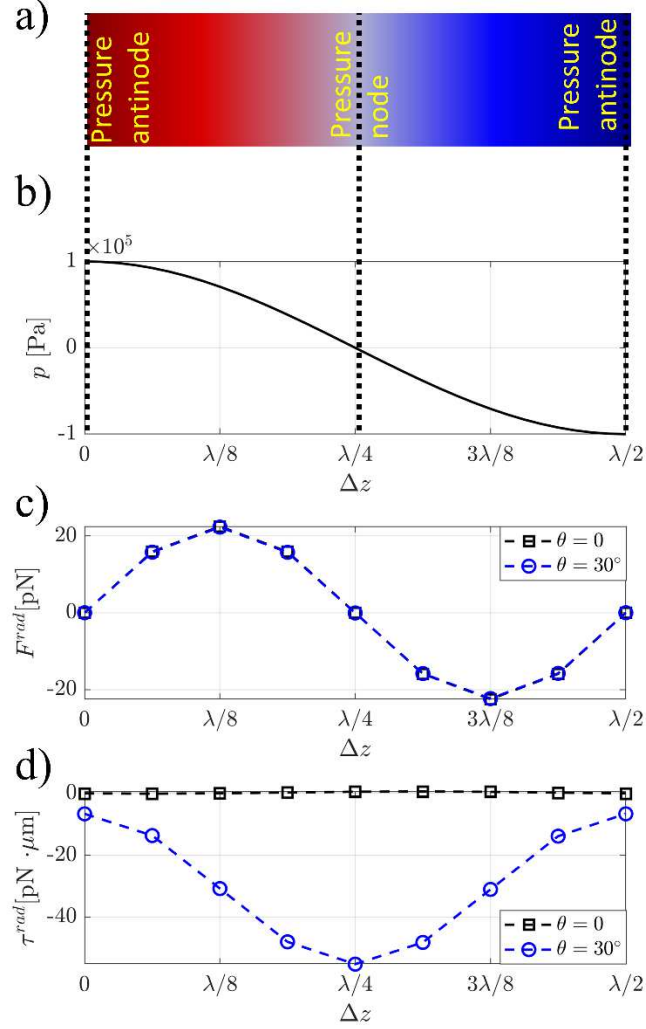 a)
Pressure
antinode
Pressure
node
Pressure
antinode
b)
×10⁵
1
0
-1
p [Pa]
0 λ/8 λ/4 3λ/8 λ/2
Δz
c)
20
0
-20
F^{rad}[pN]
θ = 0
θ = 30°
0 λ/8 λ/4 3λ/8 λ/2
Δz
d)
0
-20
-40
τ^{rad}[pN · μm]
θ = 0
θ = 30°
0 λ/8 λ/4 3λ/8 λ/2
Δz